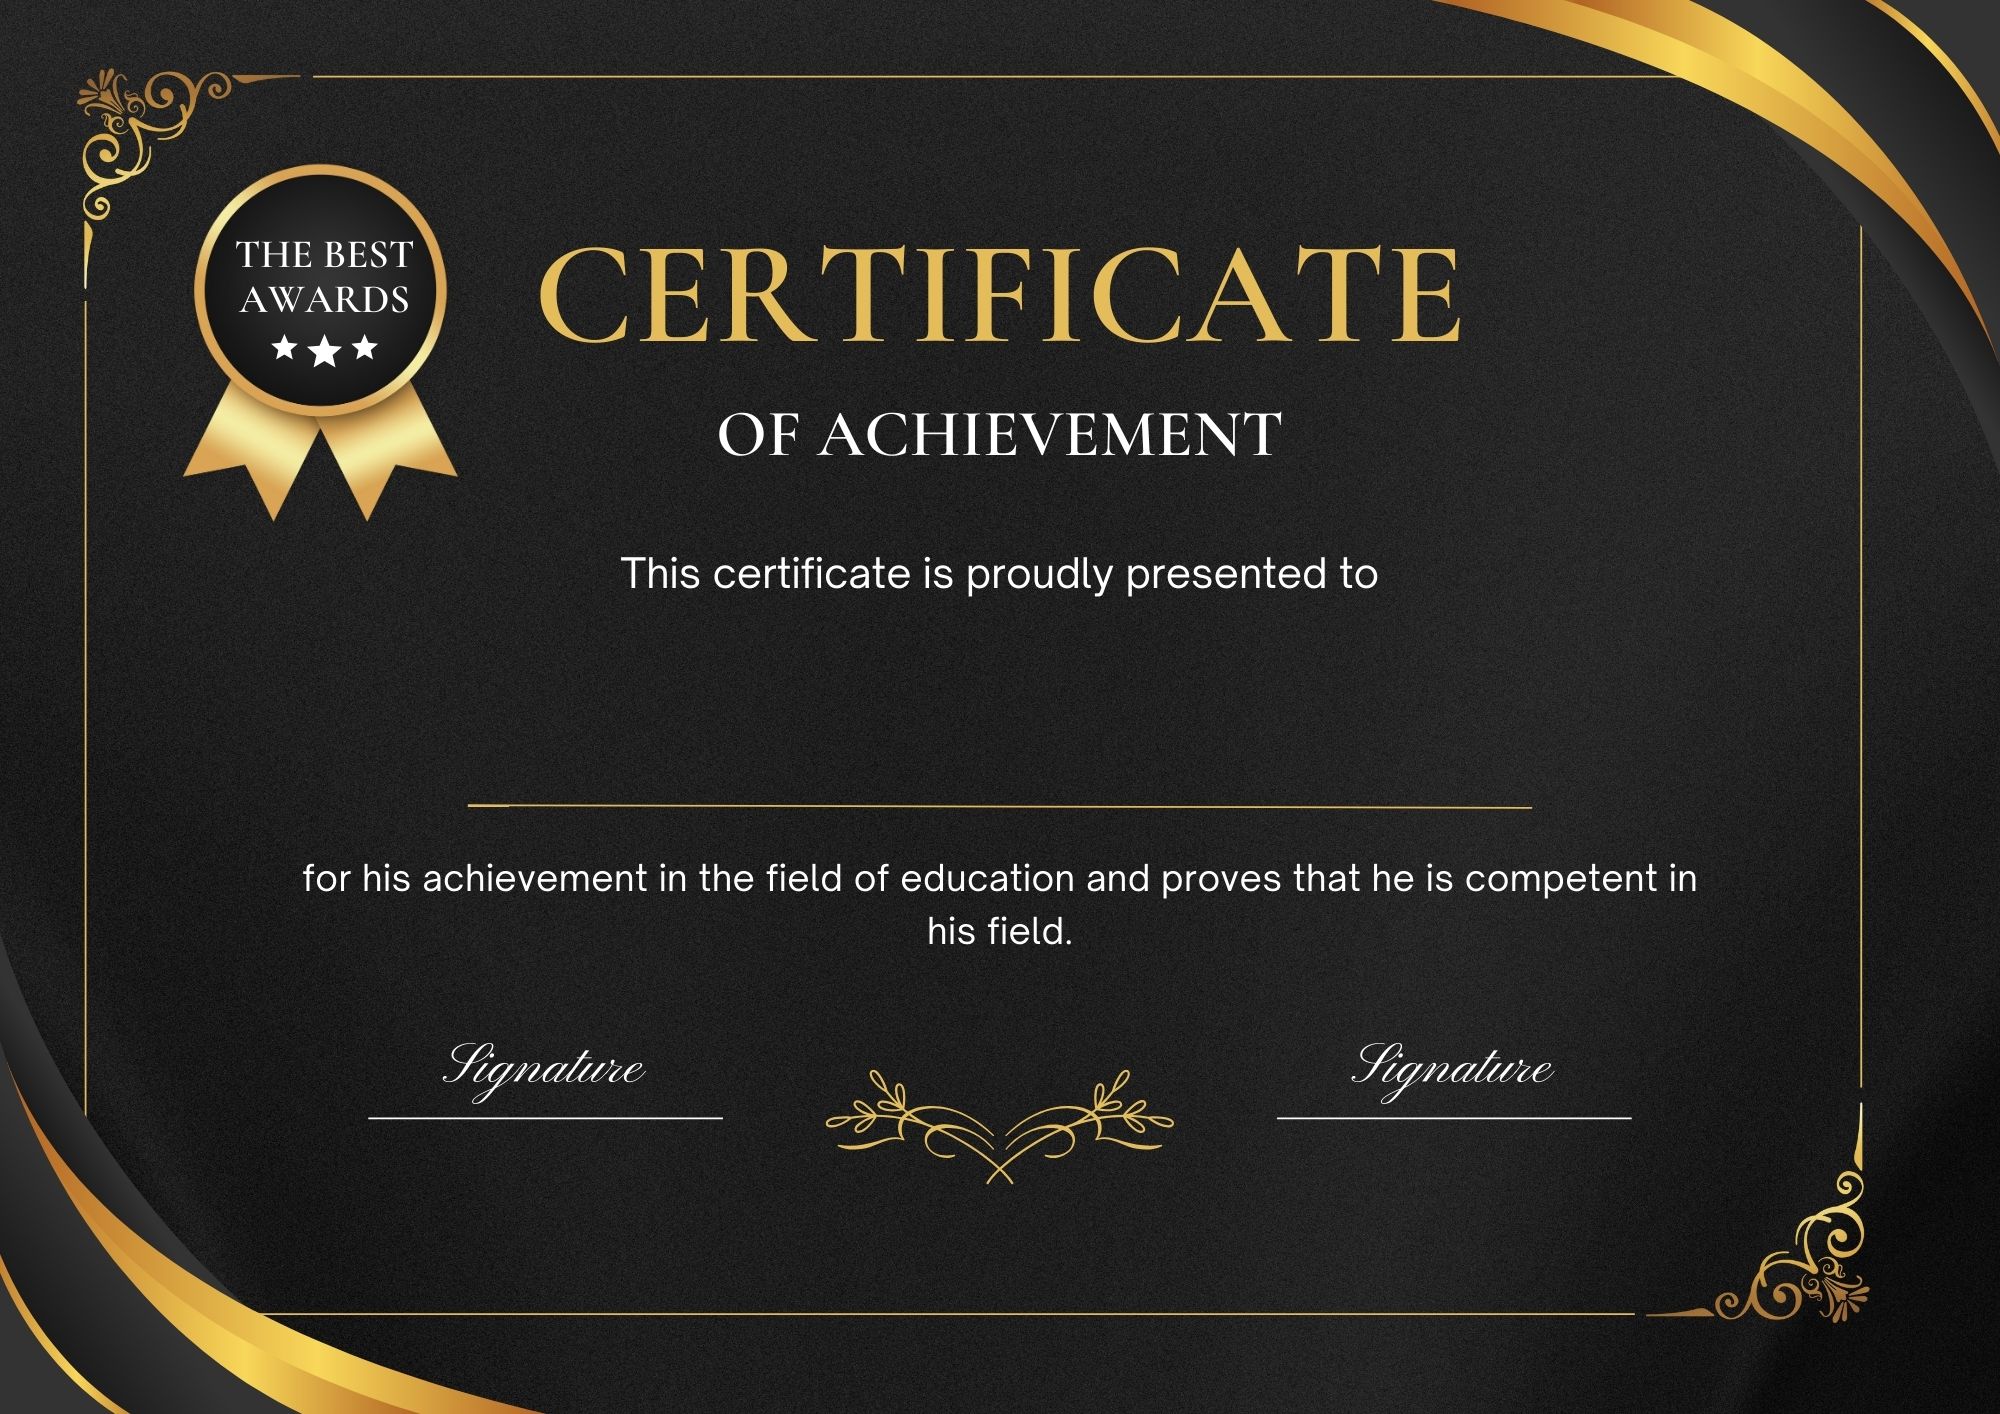 THE BEST
AWARDS
CERTIFICATE
OF ACHIEVEMENT
This certificate is proudly presented to
for his achievement in the field of education and proves that he is competent in
his field.
Signature
Signature